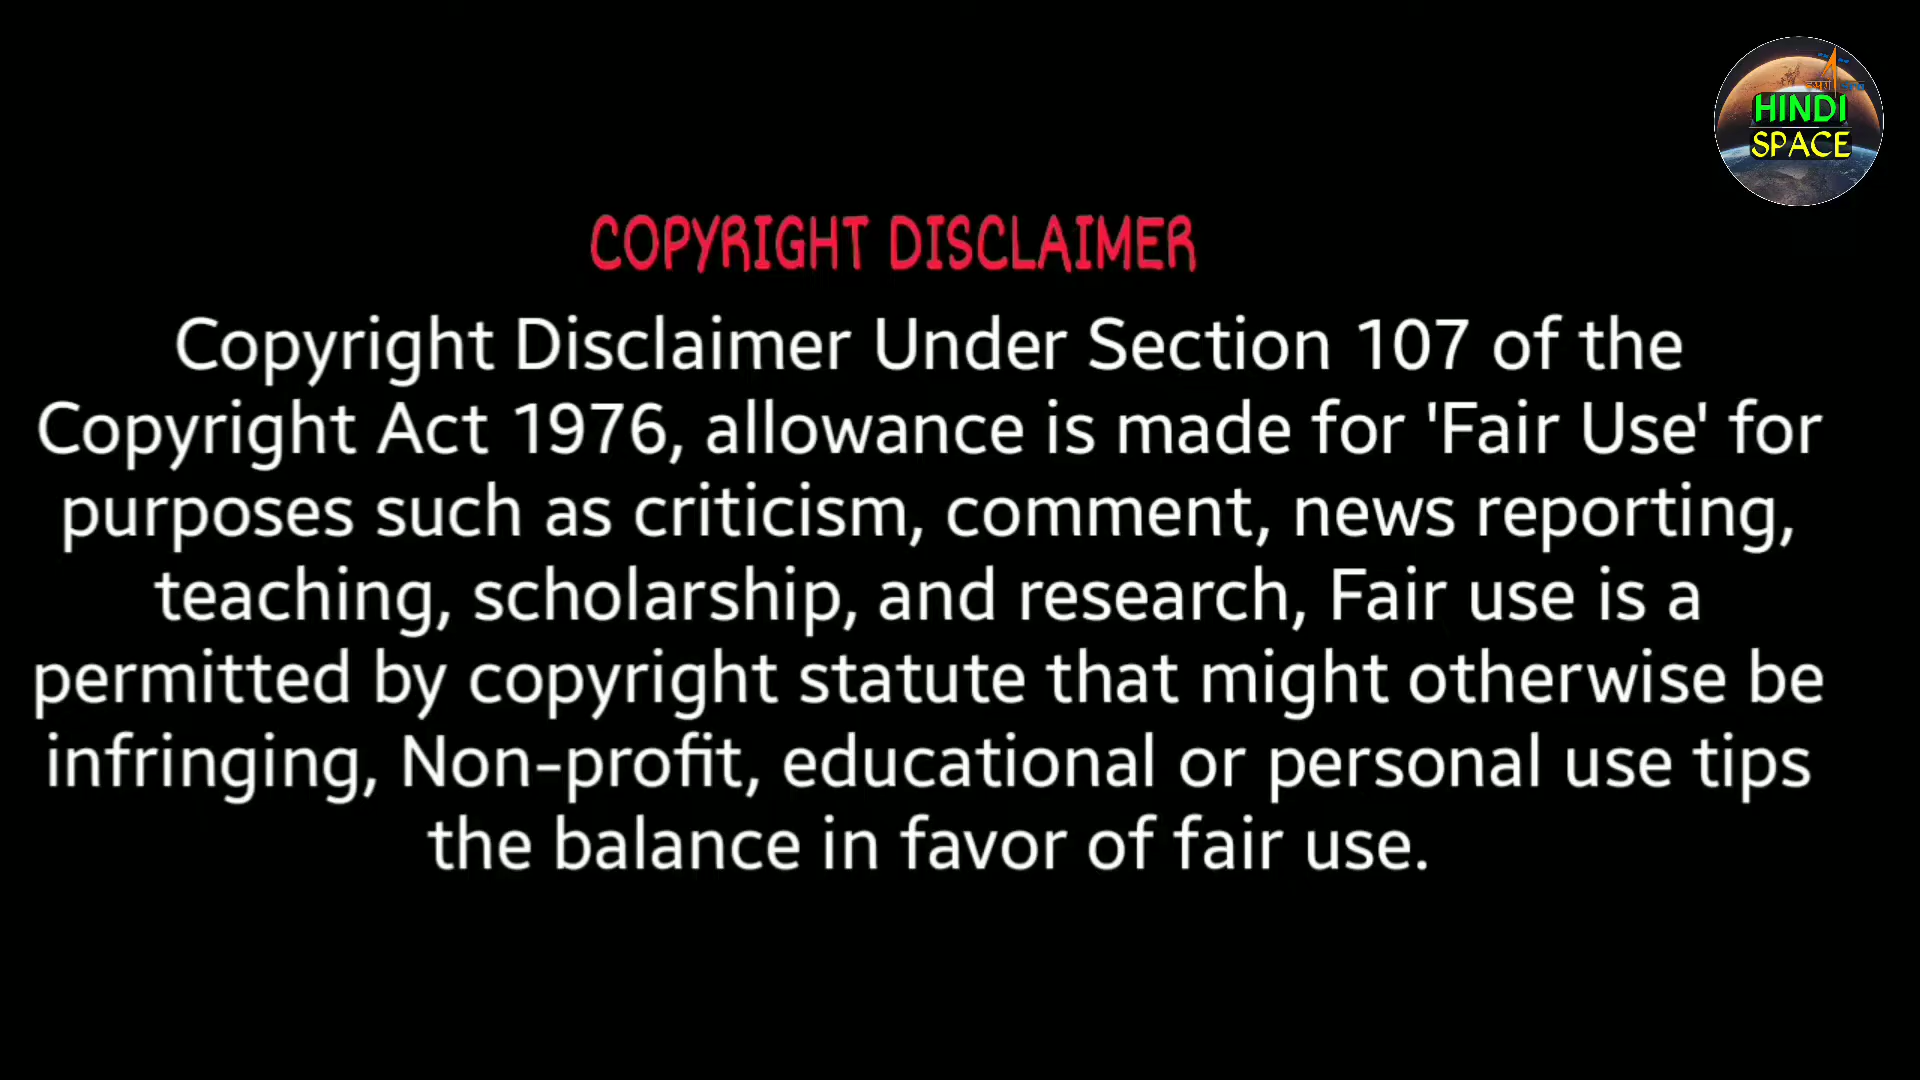 HINDI
SPACE
COPYRIGHT DISCLAIMER
Copyright Disclaimer Under Section 107 of the
Copyright Act 1976, allowance is made for 'Fair Use' for
purposes such as criticism, comment, news reporting,
teaching, scholarship, and research, Fair use is a
permitted by copyright statute that might otherwise be
infringing, Non-profit, educational or personal use tips
the balance in favor of fair use.